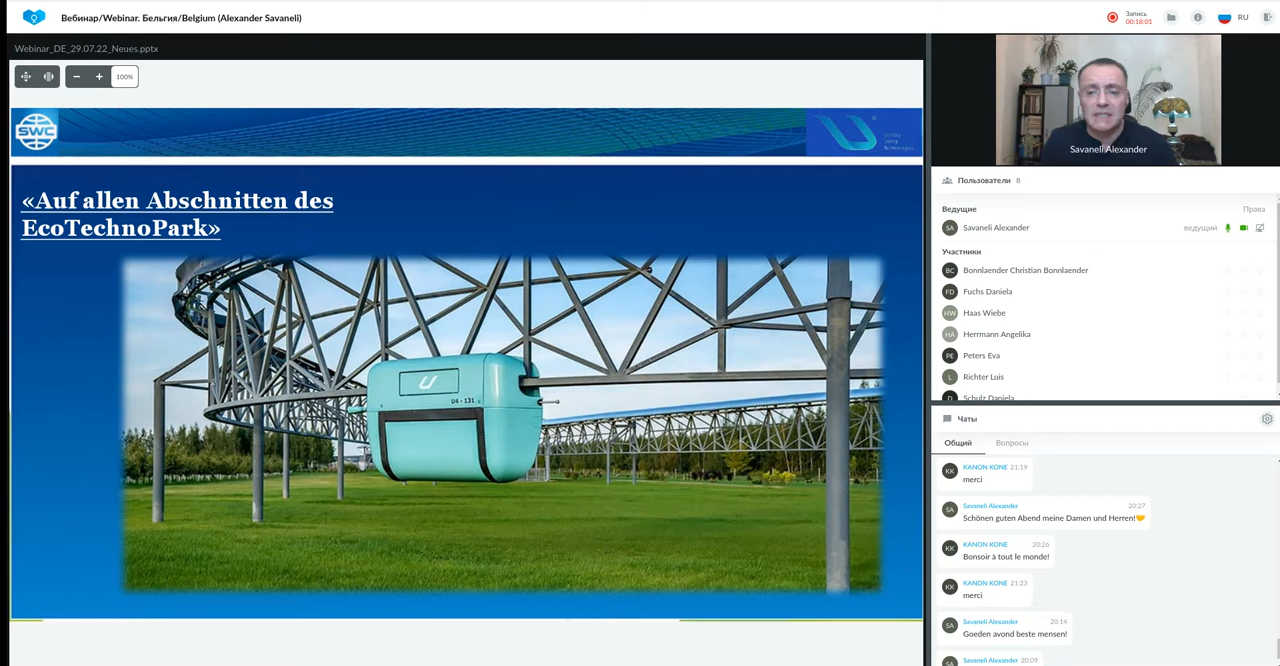 Вебинар/Webinar. Бельгия/Belgium (Alexander Savaneli)
Запись
00:18:01
RU
Webinar_DE_29.07.22_Neues.pptx
100%
SWC
«Auf allen Abschnitten des
EcoTechnoPark»
U4 - 131
Savaneli Alexander
Пользователи 8
Ведущие Права
SA Savaneli Alexander ведущий
Участники
BC Bonnlaender Christian Bonnlaender
FD Fuchs Daniela
HW Haas Wiebe
HA Herrmann Angelika
PE Peters Eva
L Richter Luis
D Schulz Daniela
Чаты
Общий Вопросы
KK KANON KONE 21:19
merci
SA Savaneli Alexander 20:27
Schönen guten Abend meine Damen und Herren!🧡
KK KANON KONE 20:26
Bonsoir à tout le monde!
KK KANON KONE 21:23
merci
SA Savaneli Alexander 20:14
Goeden avond beste mensen!
SA Savaneli Alexander 20:09